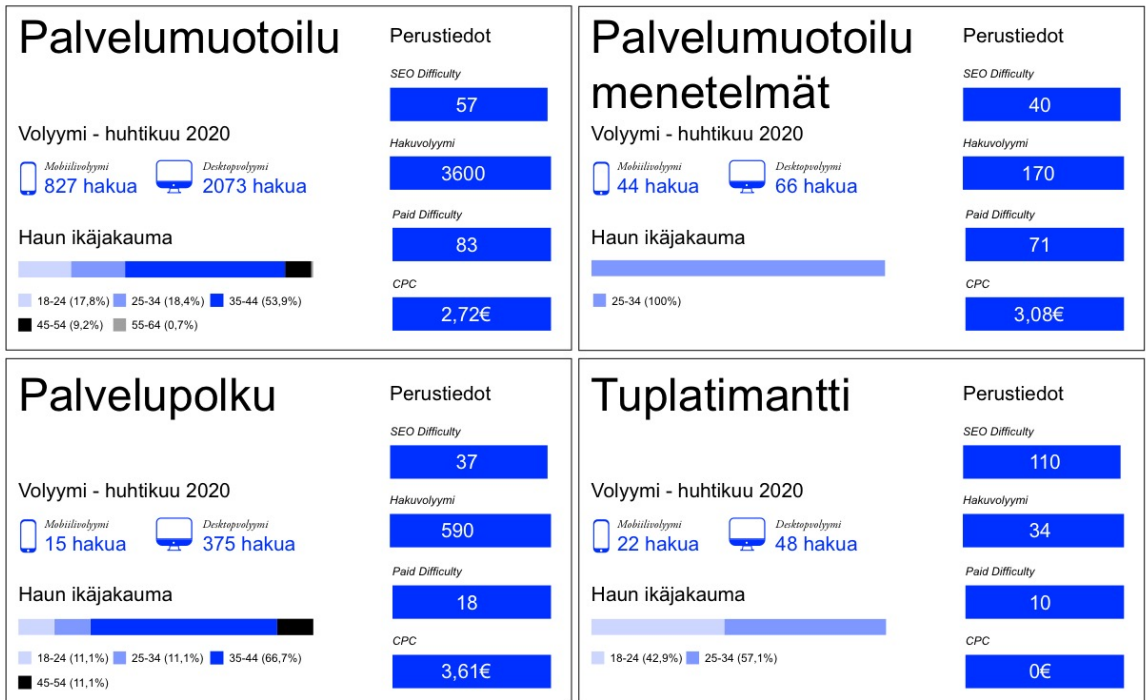 Palvelumuotoilu
Volyymi - huhtikuu 2020
Mobiilivolyymi
827 hakua
Desktopvolyymi
2073 hakua
Haun ikäjakauma
18-24 (17,8%) 25-34 (18,4%) 35-44 (53,9%)
45-54 (9,2%) 55-64 (0,7%)
Perustiedot
SEO Difficulty
57
Hakuvolyymi
3600
Paid Difficulty
83
CPC
2,72€
Palvelumuotoilu
menetelmät
Volyymi - huhtikuu 2020
Mobiilivolyymi
44 hakua
Desktopvolyymi
66 hakua
Haun ikäjakauma
25-34 (100%)
Perustiedot
SEO Difficulty
40
Hakuvolyymi
170
Paid Difficulty
71
CPC
3,08€
Palvelupolku
Volyymi - huhtikuu 2020
Mobiilivolyymi
15 hakua
Desktopvolyymi
375 hakua
Haun ikäjakauma
18-24 (11,1%) 25-34 (11,1%) 35-44 (66,7%)
45-54 (11,1%)
Perustiedot
SEO Difficulty
37
Hakuvolyymi
590
Paid Difficulty
18
CPC
3,61€
Tuplatimantti
Volyymi - huhtikuu 2020
Mobiilivolyymi
22 hakua
Desktopvolyymi
48 hakua
Haun ikäjakauma
18-24 (42,9%) 25-34 (57,1%)
Perustiedot
SEO Difficulty
110
Hakuvolyymi
34
Paid Difficulty
10
CPC
0€